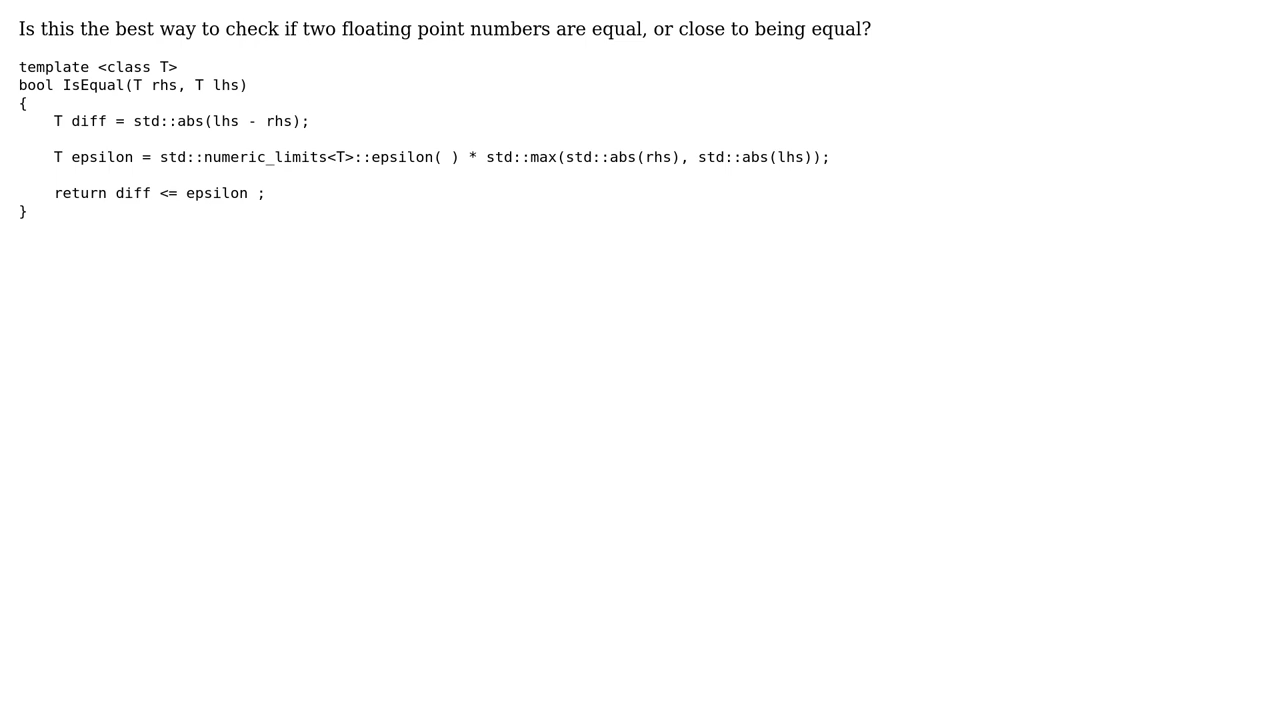 Is this the best way to check if two floating point numbers are equal, or close to being equal?
template <class T>
bool IsEqual(T rhs, T lhs)
{
    T diff = std::abs(lhs - rhs);
    T epsilon = std::numeric_limits<T>::epsilon( ) * std::max(std::abs(rhs), std::abs(lhs));
    return diff <= epsilon ;
}